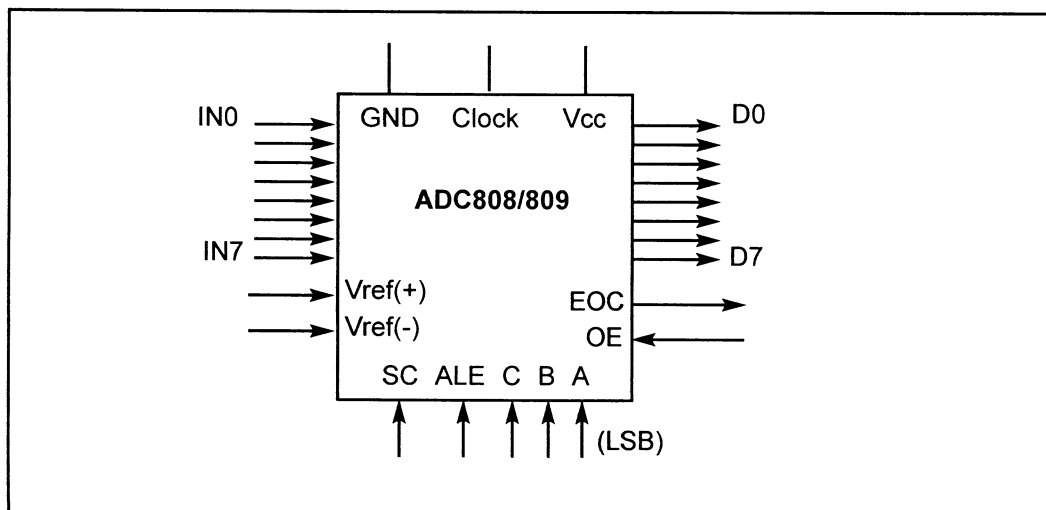 GND Clock Vcc
IN0
D0
ADC808/809
IN7
D7
Vref(+)
EOC
Vref(-)
OE
SC ALE C B A
(LSB)